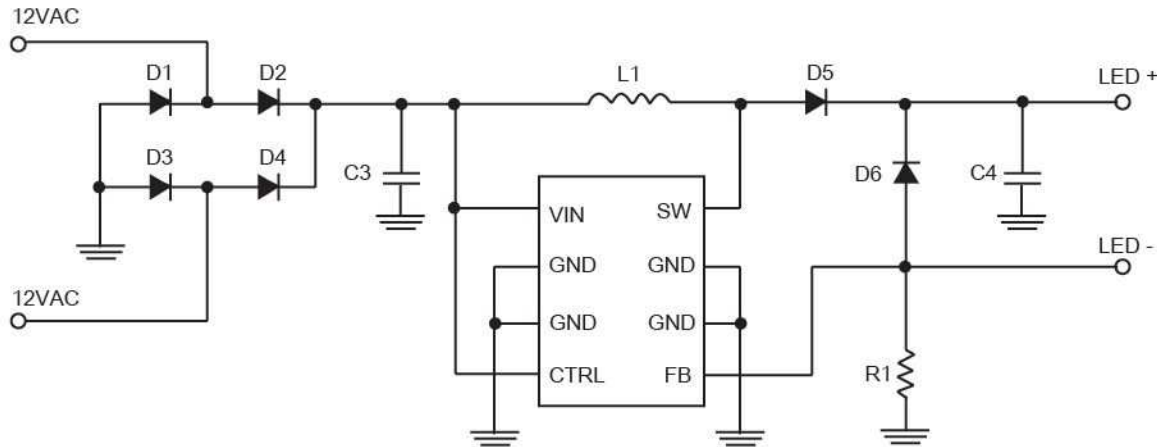 12VAC
D1
D2
L1
D5
LED +
D3
D4
C3
D6
C4
VIN
SW
GND
GND
LED -
12VAC
GND
GND
CTRL
FB
R1